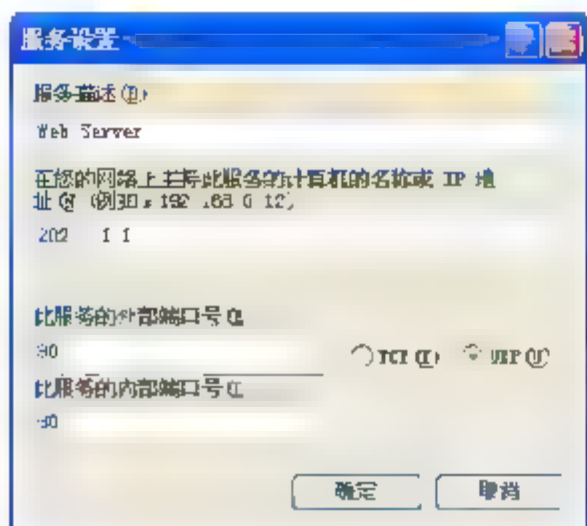 服务设置
服务描述(D):
Web Server
在您的网络上主持此服务的计算机的名称或 IP 地
址(N) (例如: 192.168.0.12)
此服务的外部端口号(E)
TCP(T) UDP(U)
此服务的内部端口号(I)
确定 取消